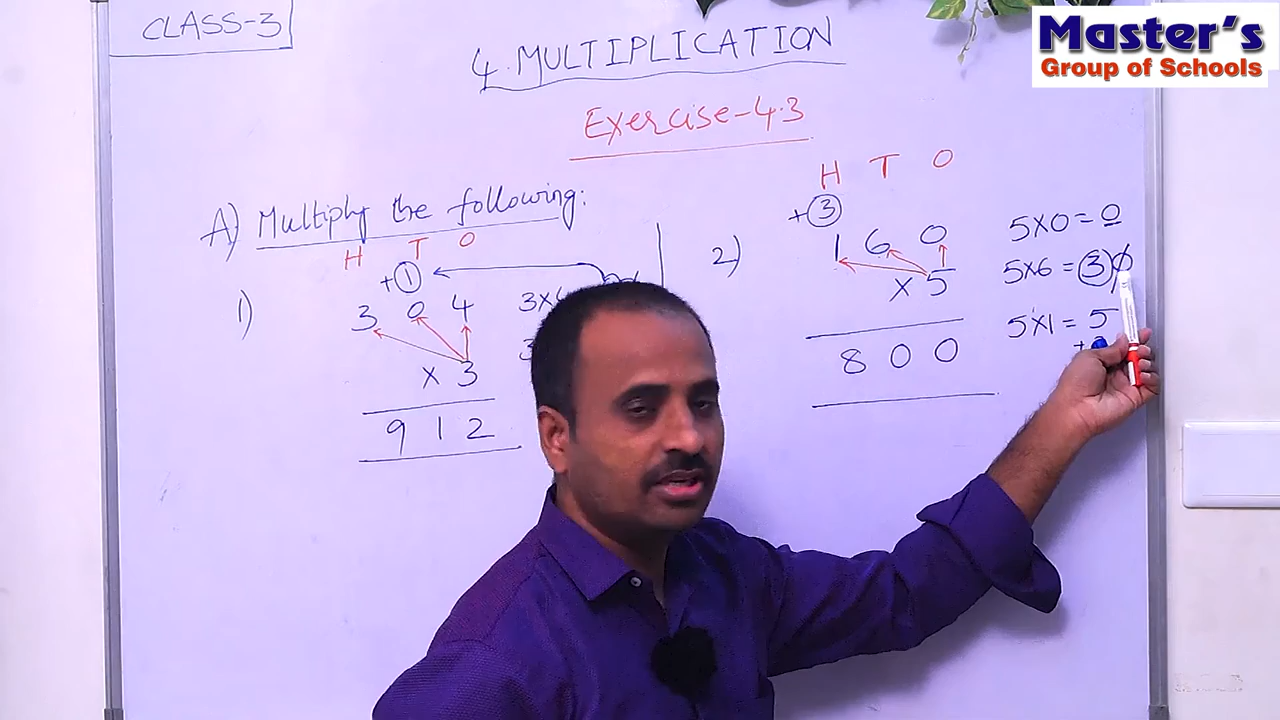 CLASS-3
Master's
Group of Schools
4. MULTIPLICATION
Exercise-4.3
A) Multiply the following:
H T O
+1
1) 3 0 4
x 3
9 1 2
3x
3
H T O
+3
2) 1 6 0
x 5
8 0 0
5x0 = 0
5x6 = 30
5x1 = 5
+